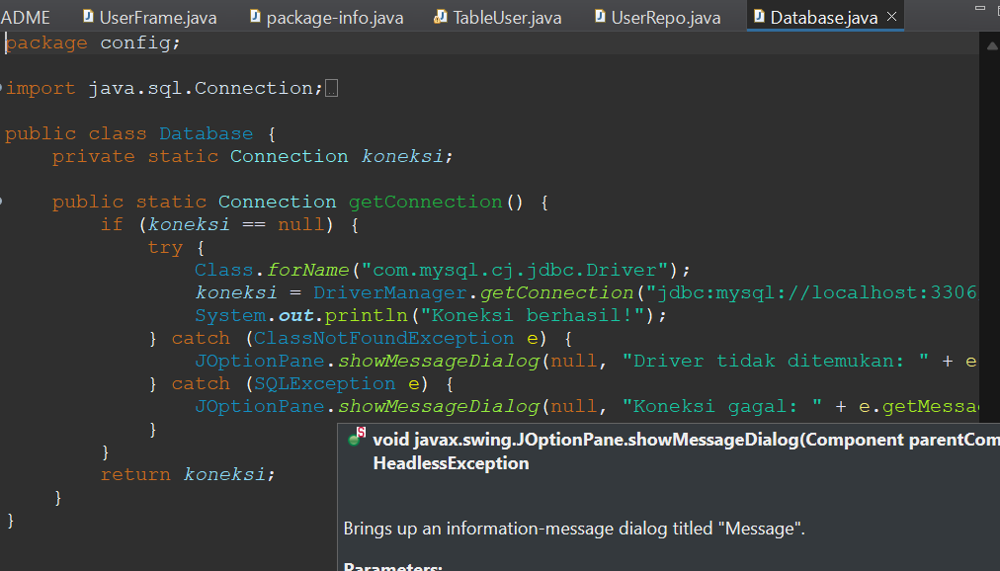 ADME UserFrame.java package-info.java TableUser.java UserRepo.java Database.java
package config;
import java.sql.Connection;
public class Database {
private static Connection koneksi;
public static Connection getConnection() {
if (koneksi == null) {
try {
Class.forName("com.mysql.cj.jdbc.Driver");
koneksi = DriverManager.getConnection("jdbc:mysql://localhost:3306
System.out.println("Koneksi berhasil!");
} catch (ClassNotFoundException e) {
JOptionPane.showMessageDialog(null, "Driver tidak ditemukan: " + e
} catch (SQLException e) {
JOptionPane.showMessageDialog(null, "Koneksi gagal: " + e.getMessag
}
}
return koneksi;
}
}
void javax.swing.JOptionPane.showMessageDialog(Component parentCom
HeadlessException
Brings up an information-message dialog titled "Message".
Parameters: